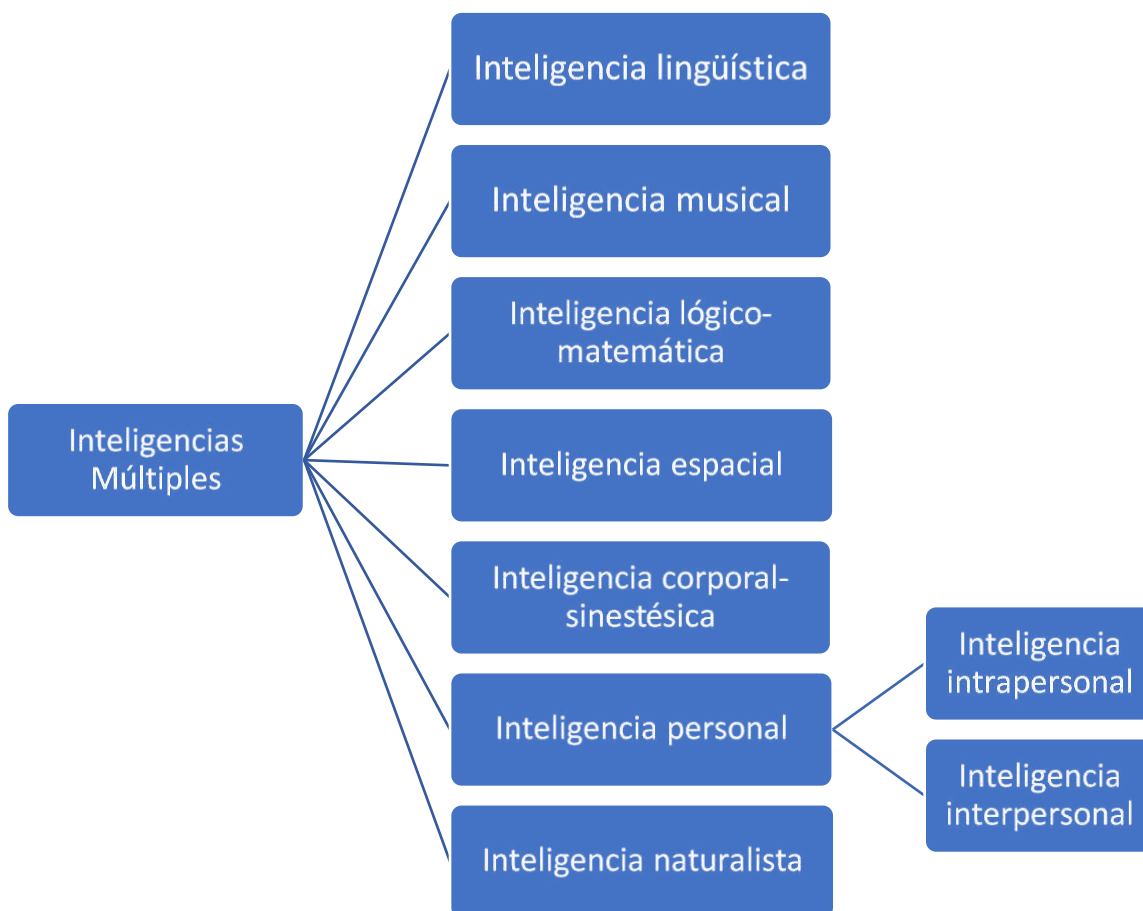 Inteligencia lingüística
Inteligencia musical
Inteligencia lógico-
matemática
Inteligencias
Múltiples
Inteligencia espacial
Inteligencia corporal-
sinestésica
Inteligencia personal
Inteligencia
intrapersonal
Inteligencia
interpersonal
Inteligencia naturalista